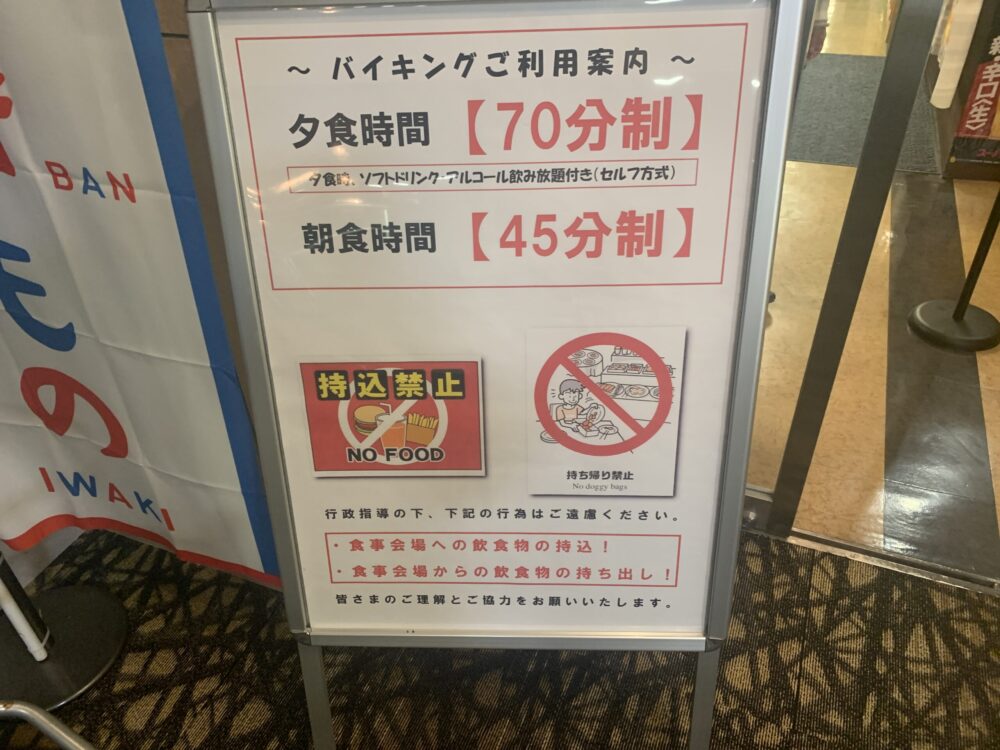 ～ バイキングご利用案内 ～
夕食時間 【70分制】
夕食時、ソフトドリンク・アルコール飲み放題付き（セルフ方式）
朝食時間 【45分制】
持込禁止
NO FOOD
持ち帰り禁止
No doggy bags
行政指導の下、下記の行為はご遠慮ください。
・食事会場への飲食物の持込！
・食事会場からの飲食物の持ち出し！
皆さまのご理解とご協力をお願いいたします。
BAN
もの
IWAKI
辛口〈生〉